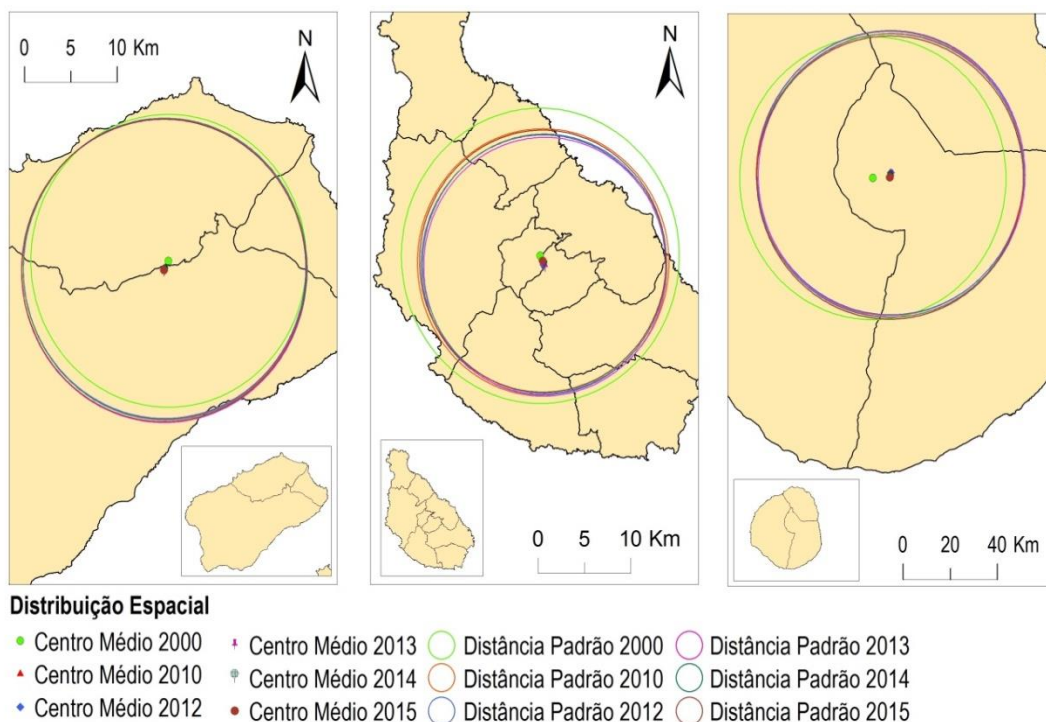 0 5 10 Km
N
N
0 5 10 Km
0 20 40 Km
Distribuição Espacial
Centro Médio 2000
Centro Médio 2010
Centro Médio 2012
Centro Médio 2013
Centro Médio 2014
Centro Médio 2015
Distância Padrão 2000
Distância Padrão 2010
Distância Padrão 2012
Distância Padrão 2013
Distância Padrão 2014
Distância Padrão 2015